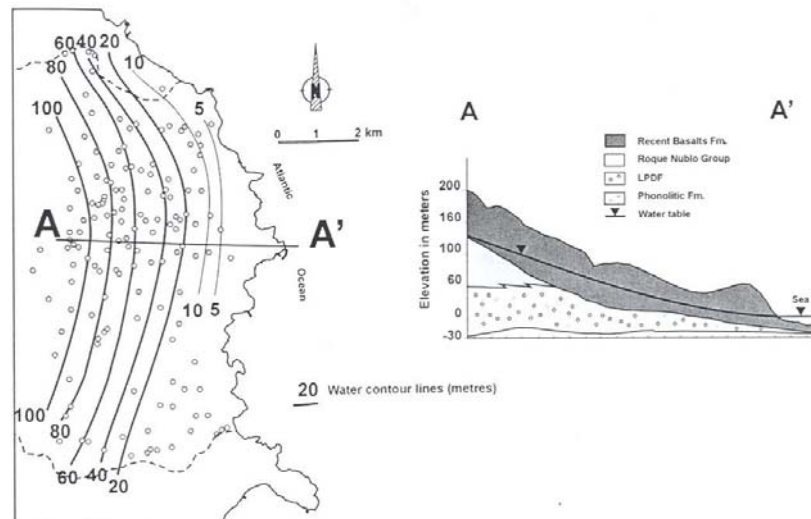 60 40 20
80
10
100
5
N
0 1 2 km
Atlantic
A A'
Ocean
10 5
20 Water contour lines (metres)
100
80
60 40 20
A A'
Recent Basalts Fm.
Roque Nublo Group
LPDF
Phonolitic Fm.
Water table
Elevation in meters
200
160
100
60
0
-30
Sea